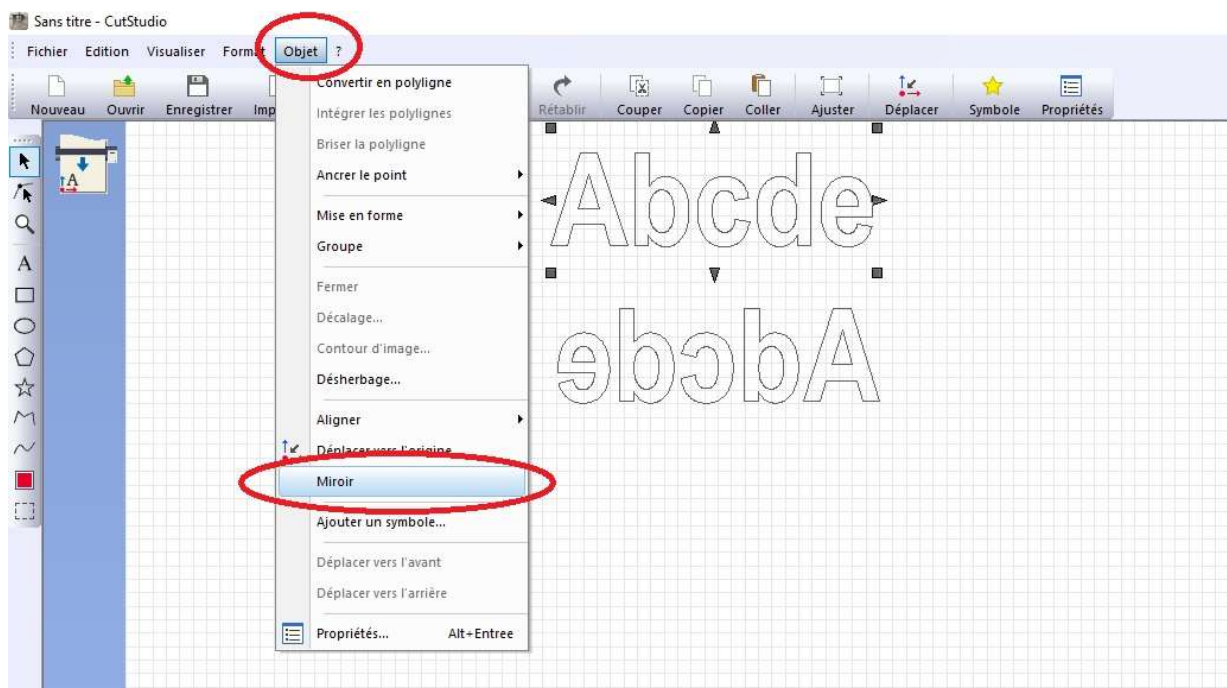 Sans titre - CutStudio
Fichier Edition Visualiser Format Objet ?
Nouveau Ouvrir Enregistrer Rétablir Couper Copier Coller Ajuster Déplacer Symbole Propriétés
A
A
Convertir en polyligne
Intégrer les polylignes
Briser la polyligne
Ancrer le point
Mise en forme
Groupe
Fermer
Décalage...
Contour d'image...
Désherbage...
Aligner
Déplacer vers l'origine
Miroir
Ajouter un symbole...
Déplacer vers l'avant
Déplacer vers l'arrière
Propriétés... Alt+Entree
Abcde
Abcde